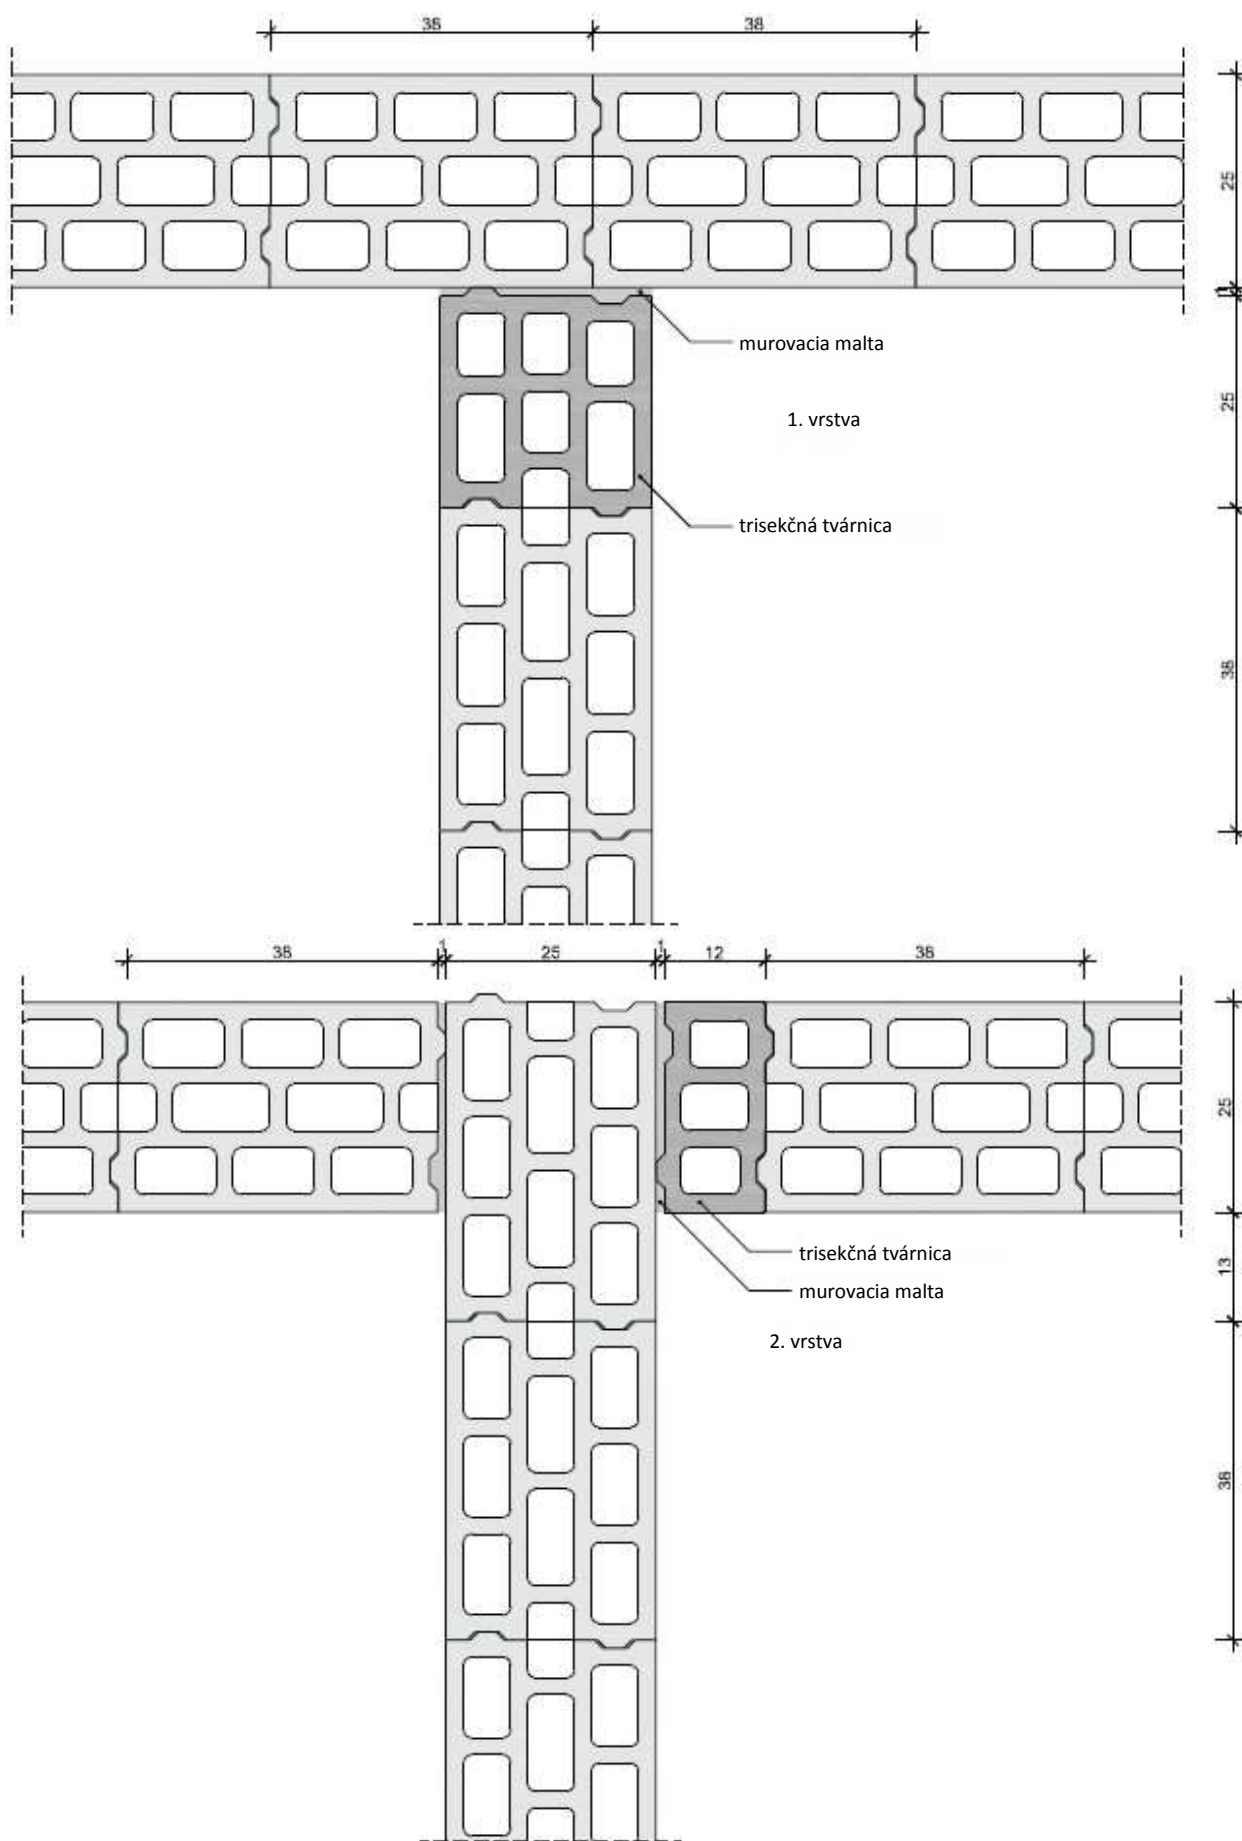 38 38
25
1
murovacia malta
25
1. vrstva
trisekčná tvárnica
38
38 1 25 1 12 38
25
trisekčná tvárnica
13
murovacia malta
2. vrstva
38